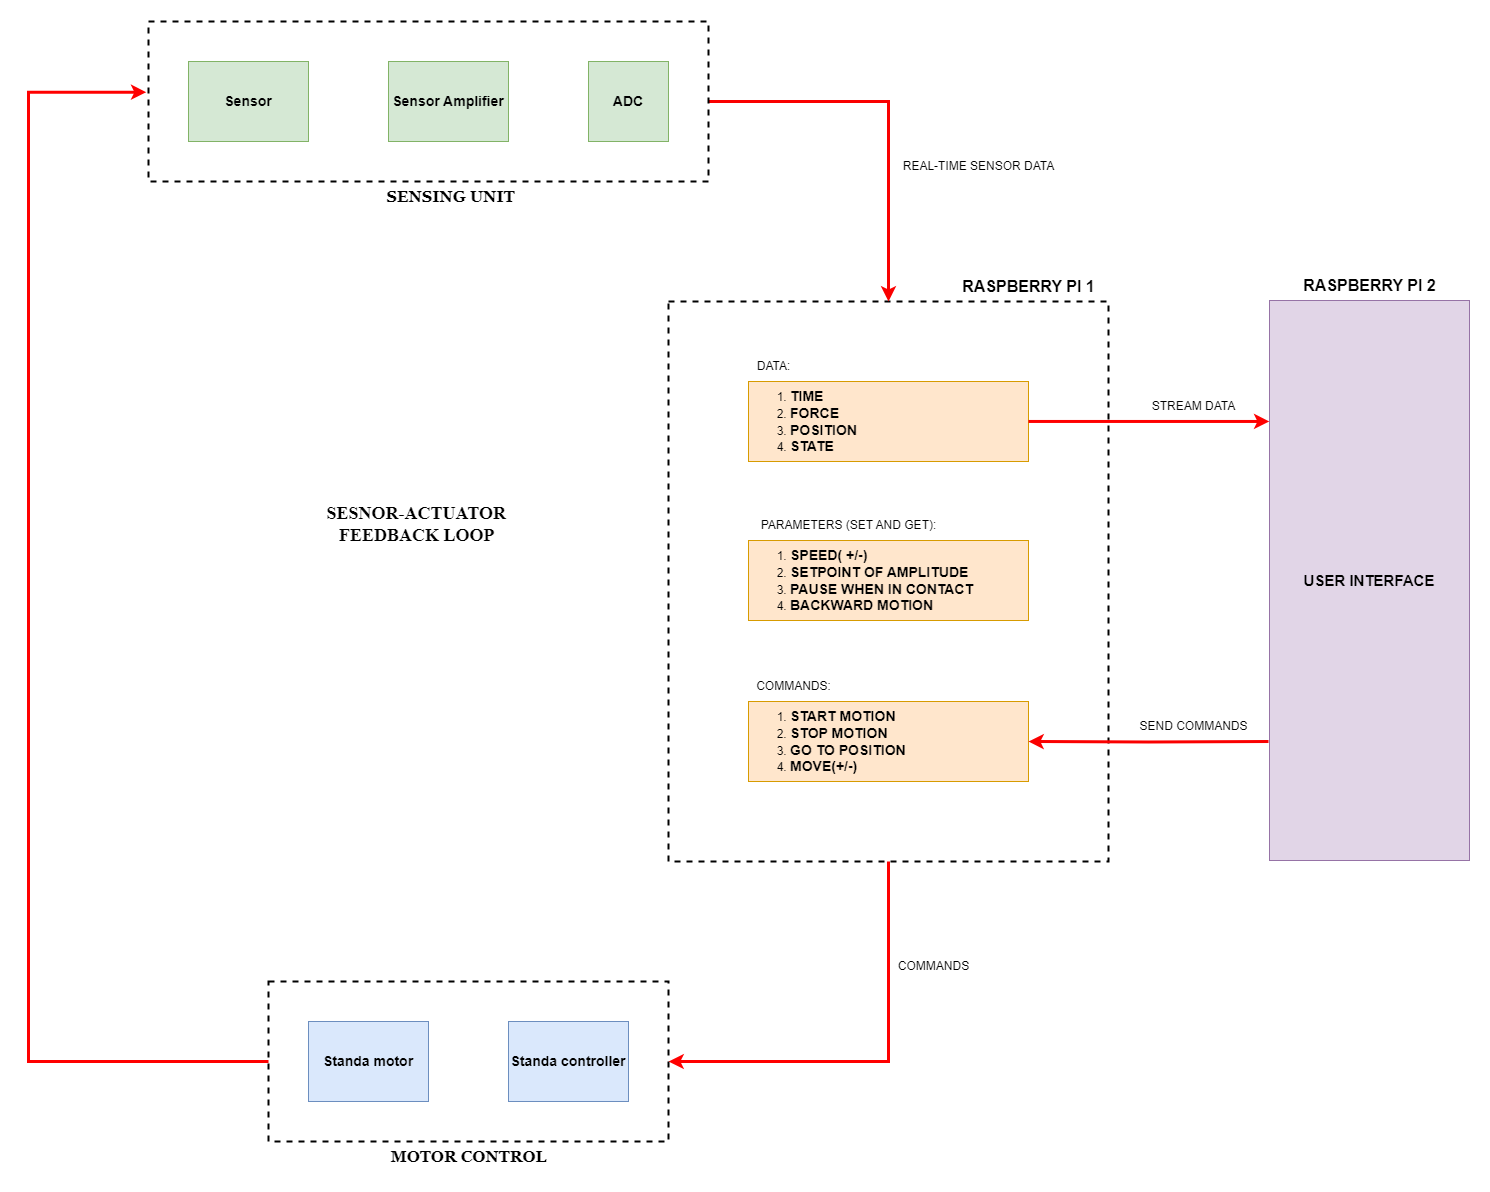 Sensor
Sensor Amplifier
ADC
SENSING UNIT
REAL-TIME SENSOR DATA
RASPBERRY PI 1
RASPBERRY PI 2
DATA:
1. TIME
2. FORCE
3. POSITION
4. STATE
STREAM DATA
SESNOR-ACTUATOR
FEEDBACK LOOP
PARAMETERS (SET AND GET):
1. SPEED( +/-)
2. SETPOINT OF AMPLITUDE
3. PAUSE WHEN IN CONTACT
4. BACKWARD MOTION
USER INTERFACE
COMMANDS:
1. START MOTION
2. STOP MOTION
3. GO TO POSITION
4. MOVE(+/-)
SEND COMMANDS
COMMANDS
Standa motor
Standa controller
MOTOR CONTROL